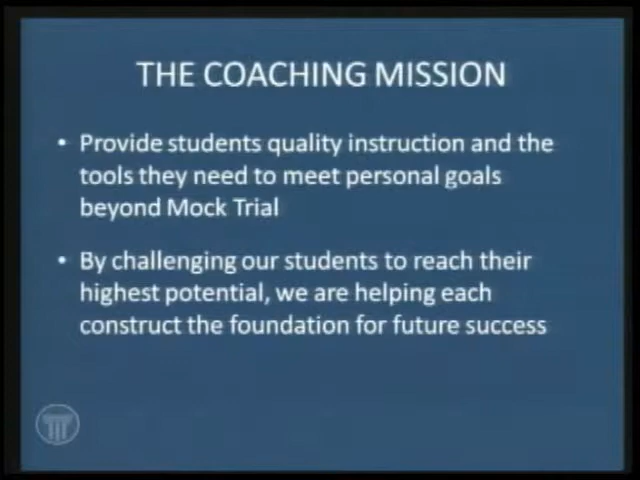 THE COACHING MISSION
• Provide students quality instruction and the
tools they need to meet personal goals
beyond Mock Trial
• By challenging our students to reach their
highest potential, we are helping each
construct the foundation for future success